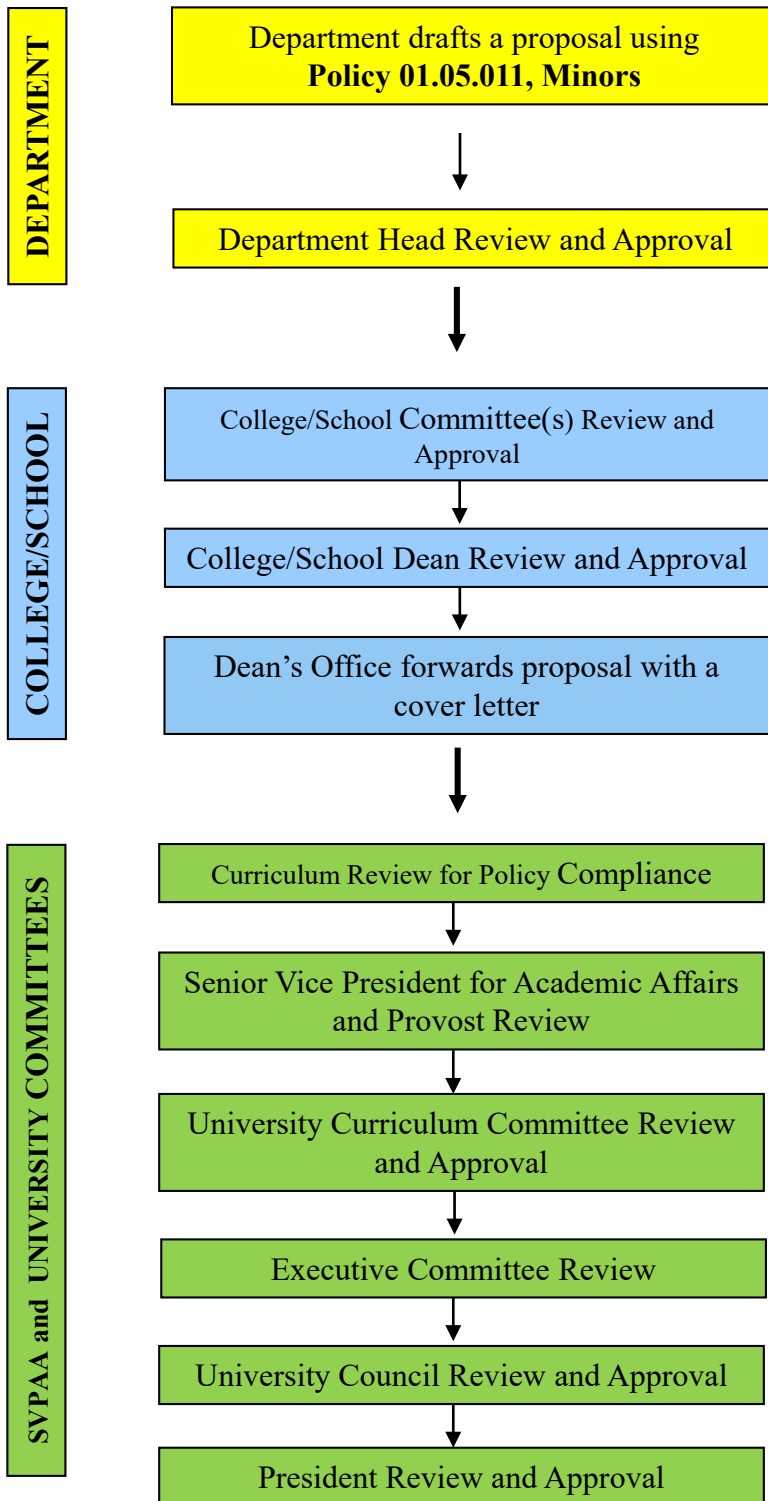 DEPARTMENT
Department drafts a proposal using
Policy 01.05.011, Minors
Department Head Review and Approval
COLLEGE/SCHOOL
College/School Committee(s) Review and
Approval
College/School Dean Review and Approval
Dean’s Office forwards proposal with a
cover letter
SVPAA and UNIVERSITY COMMITTEES
Curriculum Review for Policy Compliance
Senior Vice President for Academic Affairs
and Provost Review
University Curriculum Committee Review
and Approval
Executive Committee Review
University Council Review and Approval
President Review and Approval